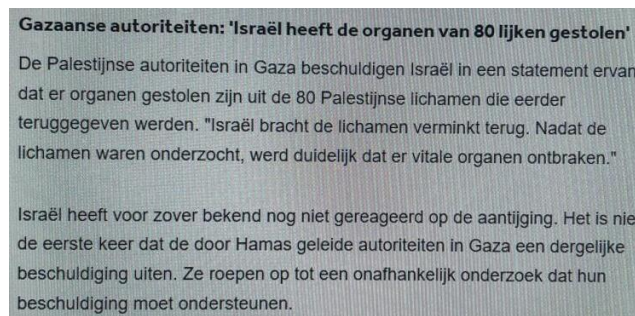 Gazaanse autoriteiten: 'Israël heeft de organen van 80 lijken gestolen'
De Palestijnse autoriteiten in Gaza beschuldigen Israël in een statement ervan
dat er organen gestolen zijn uit de 80 Palestijnse lichamen die eerder
teruggegeven werden. "Israël bracht de lichamen verminkt terug. Nadat de
lichamen waren onderzocht, werd duidelijk dat er vitale organen ontbraken."
Israël heeft voor zover bekend nog niet gereageerd op de aantijging. Het is nie
de eerste keer dat de door Hamas geleide autoriteiten in Gaza een dergelijke
beschuldiging uiten. Ze roepen op tot een onafhankelijk onderzoek dat hun
beschuldiging moet ondersteunen.